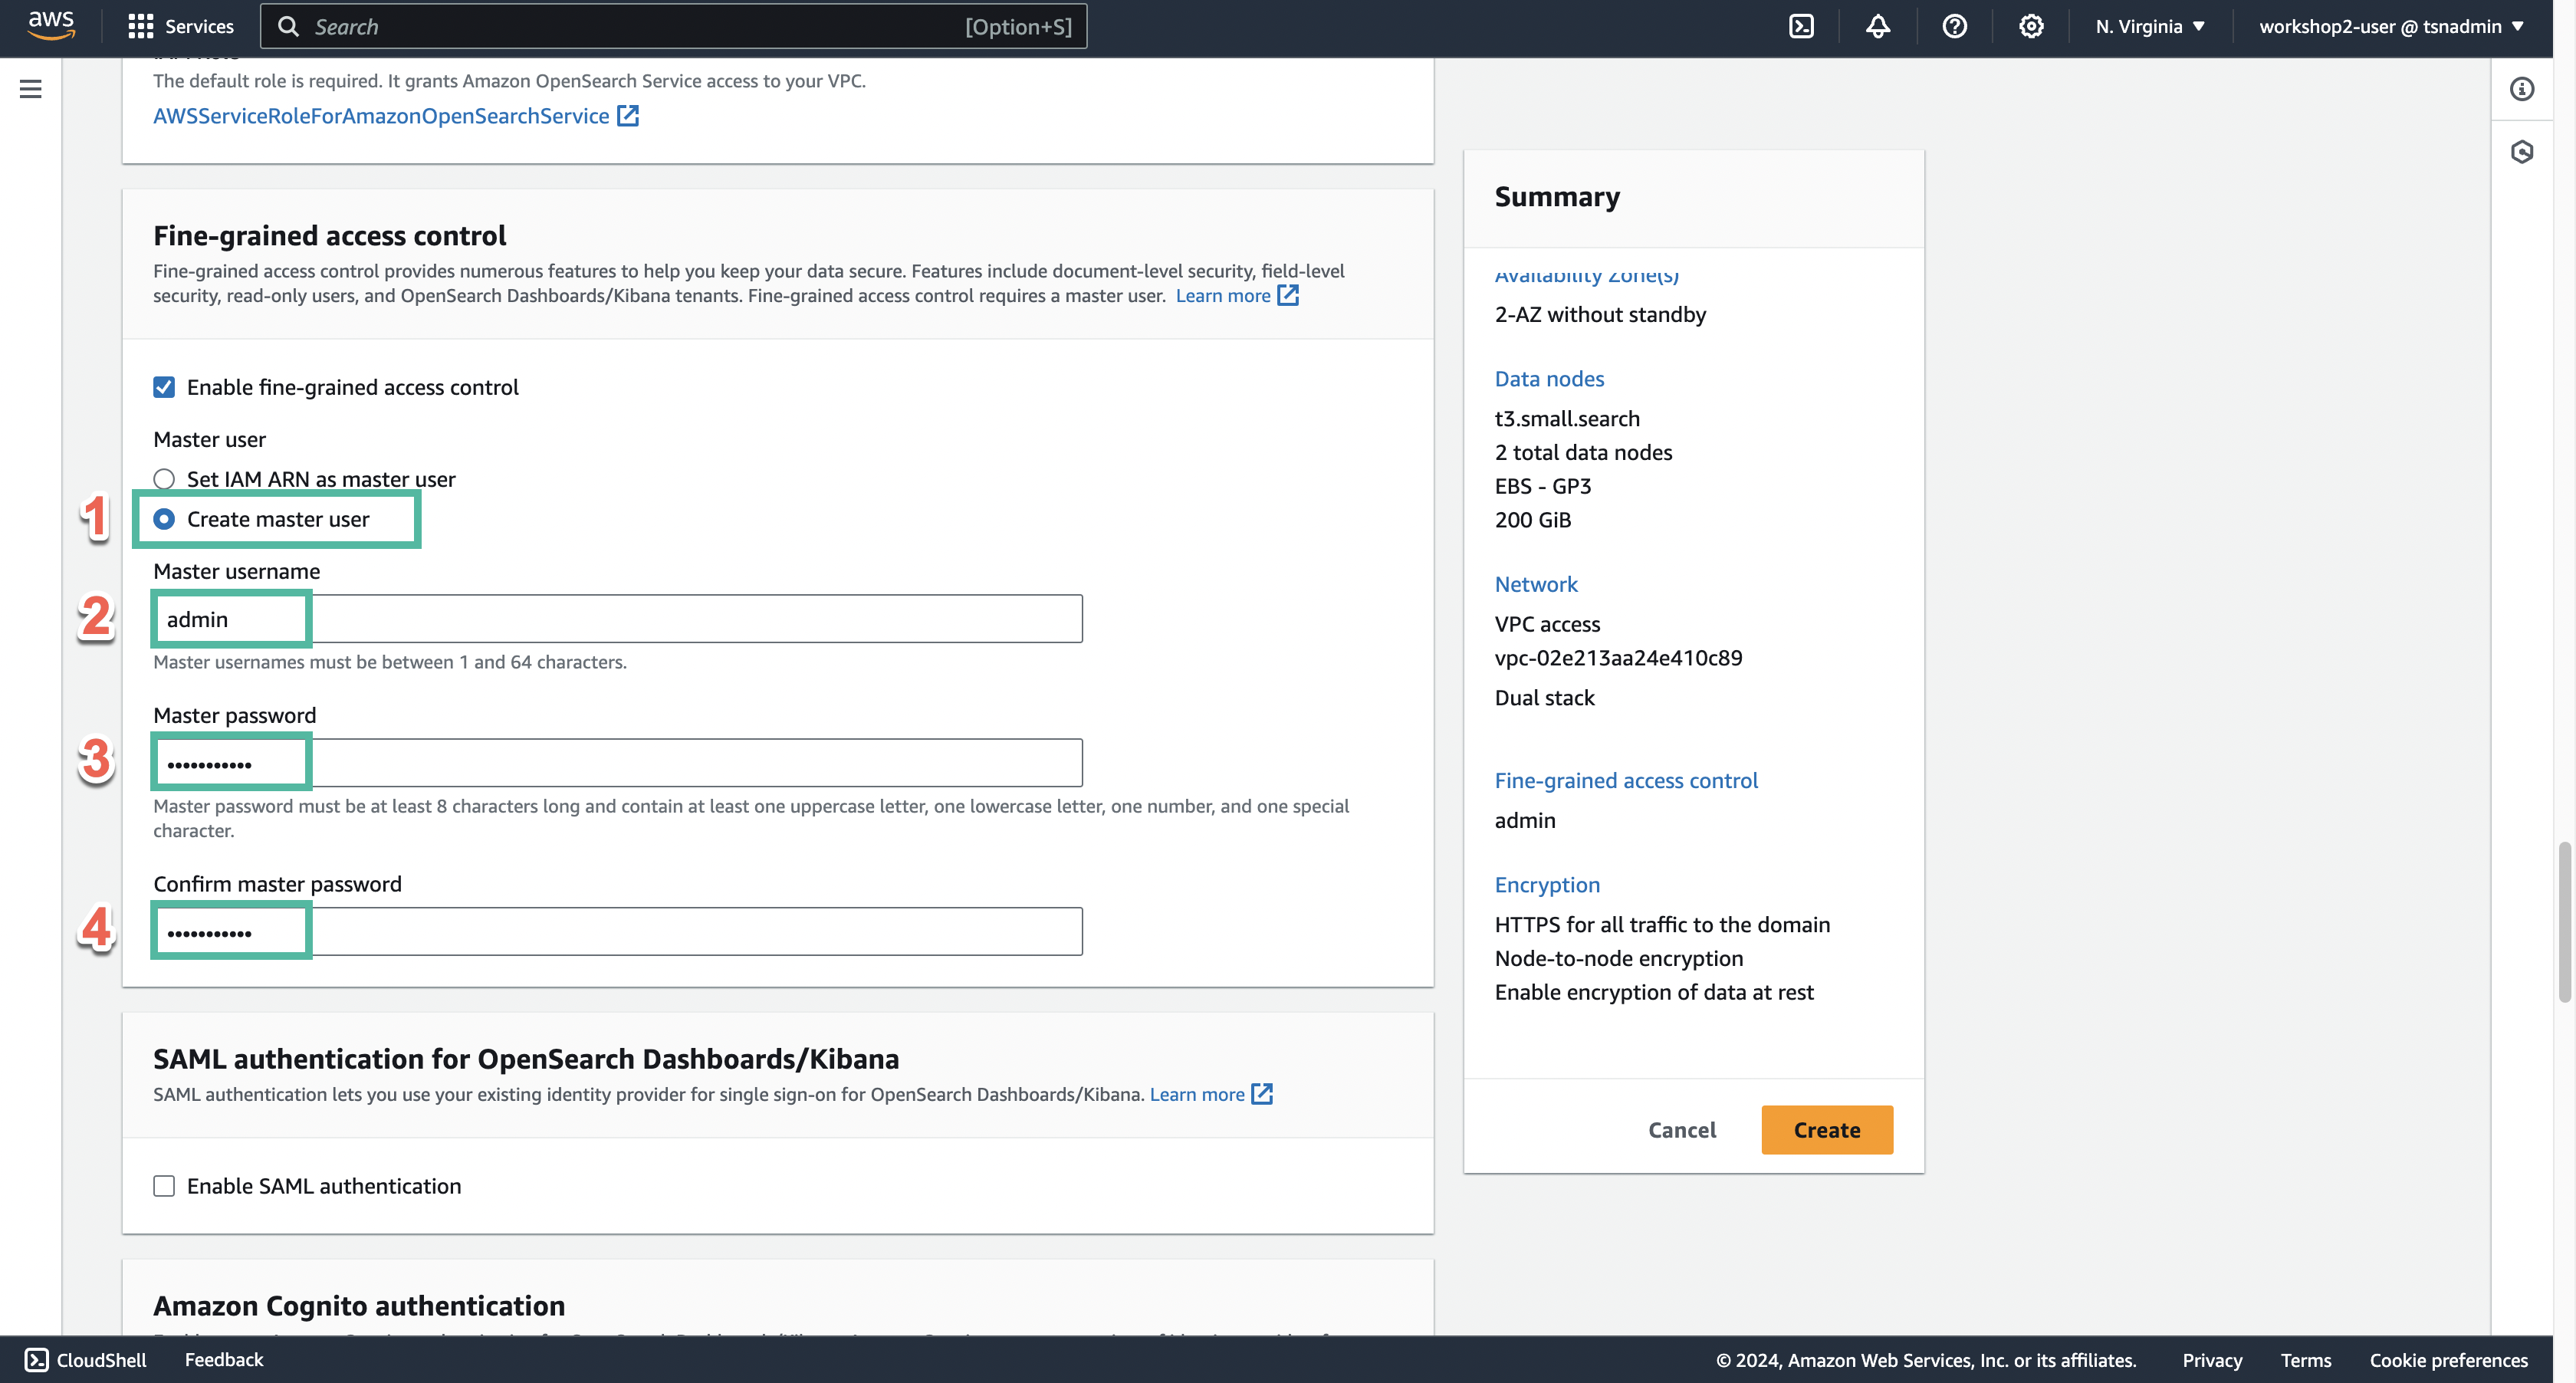 aws
Services
Search
[Option+S]
N. Virginia
workshop2-user @ tsnadmin
The default role is required. It grants Amazon OpenSearch Service access to your VPC.
AWSServiceRoleForAmazonOpenSearchService
Fine-grained access control
Fine-grained access control provides numerous features to help you keep your data secure. Features include document-level security, field-level
security, read-only users, and OpenSearch Dashboards/Kibana tenants. Fine-grained access control requires a master user. Learn more
Enable fine-grained access control
Master user
Set IAM ARN as master user
1
Create master user
Master username
2
admin
Master usernames must be between 1 and 64 characters.
Master password
3
•••••••••••
Master password must be at least 8 characters long and contain at least one uppercase letter, one lowercase letter, one number, and one special
character.
Confirm master password
4
•••••••••••
SAML authentication for OpenSearch Dashboards/Kibana
SAML authentication lets you use your existing identity provider for single sign-on for OpenSearch Dashboards/Kibana. Learn more
Enable SAML authentication
Amazon Cognito authentication
Summary
Availability Zone(s)
2-AZ without standby
Data nodes
t3.small.search
2 total data nodes
EBS - GP3
200 GiB
Network
VPC access
vpc-02e213aa24e410c89
Dual stack
Fine-grained access control
admin
Encryption
HTTPS for all traffic to the domain
Node-to-node encryption
Enable encryption of data at rest
Cancel
Create
CloudShell
Feedback
© 2024, Amazon Web Services, Inc. or its affiliates.
Privacy
Terms
Cookie preferences